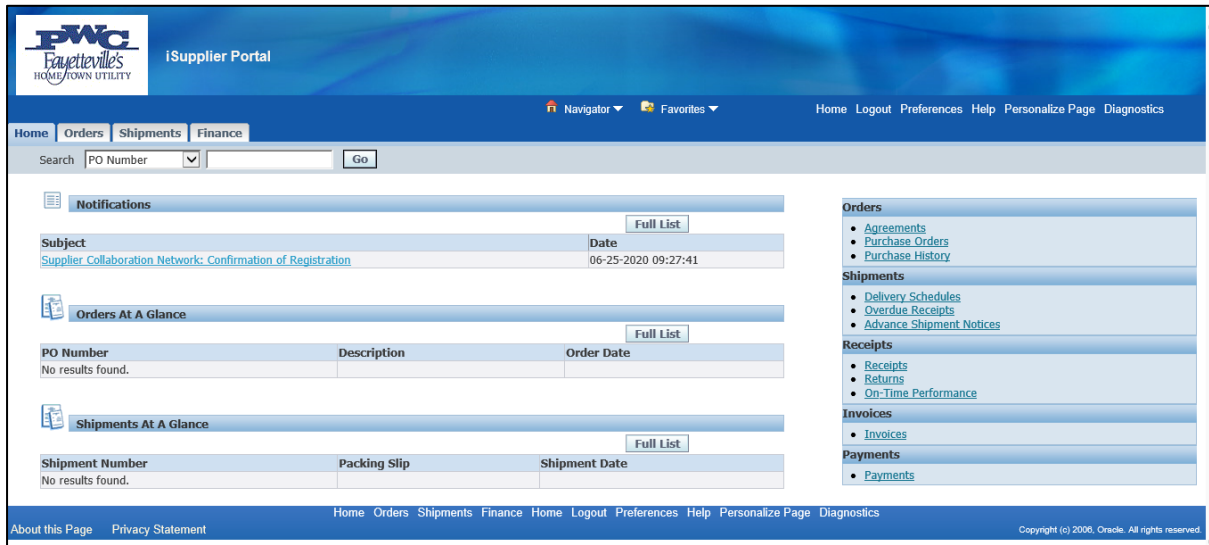 PWC
Fayetteville's
HOMETOWN UTILITY
iSupplier Portal
Navigator Favorites Home Logout Preferences Help Personalize Page Diagnostics
Home Orders Shipments Finance
Search PO Number Go
Notifications
Full List
Subject Date
Supplier Collaboration Network: Confirmation of Registration 06-25-2020 09:27:41
Orders At A Glance
Full List
PO Number Description Order Date
No results found.
Shipments At A Glance
Full List
Shipment Number Packing Slip Shipment Date
No results found.
Orders
Agreements
Purchase Orders
Purchase History
Shipments
Delivery Schedules
Overdue Receipts
Advance Shipment Notices
Receipts
Receipts
Returns
On-Time Performance
Invoices
Invoices
Payments
Payments
Home Orders Shipments Finance Home Logout Preferences Help Personalize Page Diagnostics
About this Page Privacy Statement Copyright (c) 2006, Oracle. All rights reserved.